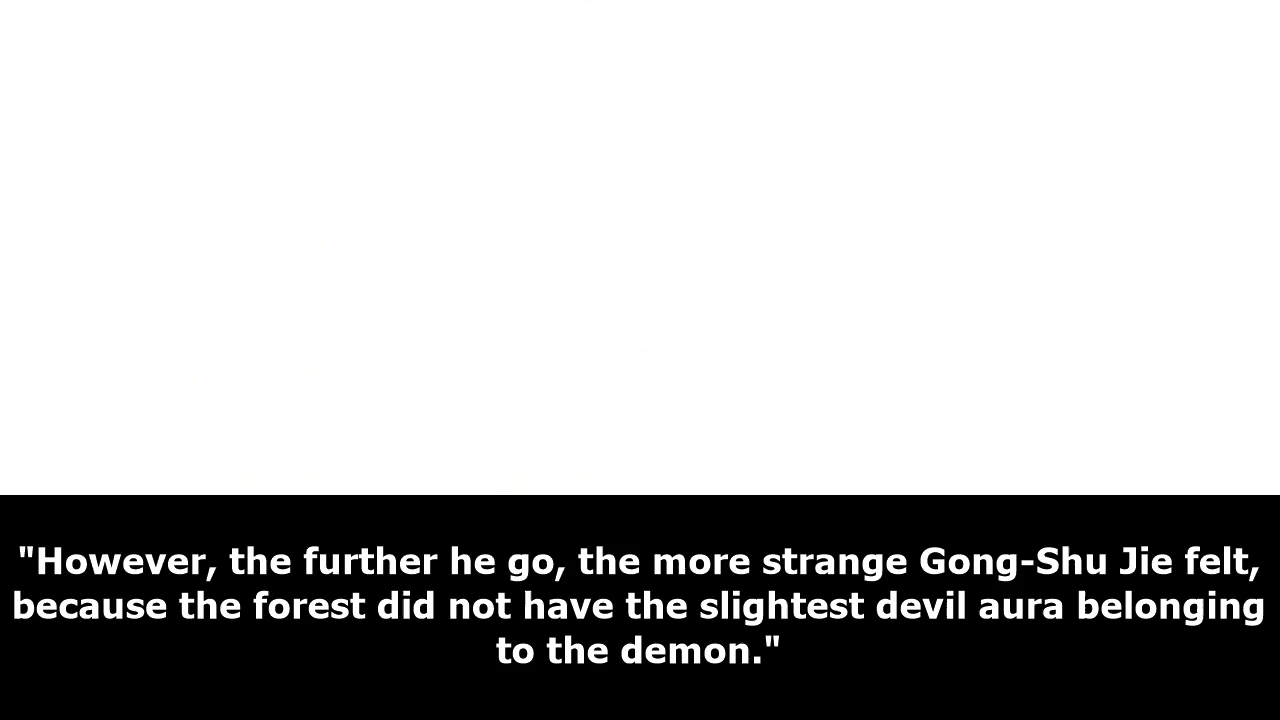 "However, the further he go, the more strange Gong-Shu Jie felt,
because the forest did not have the slightest devil aura belonging
to the demon."